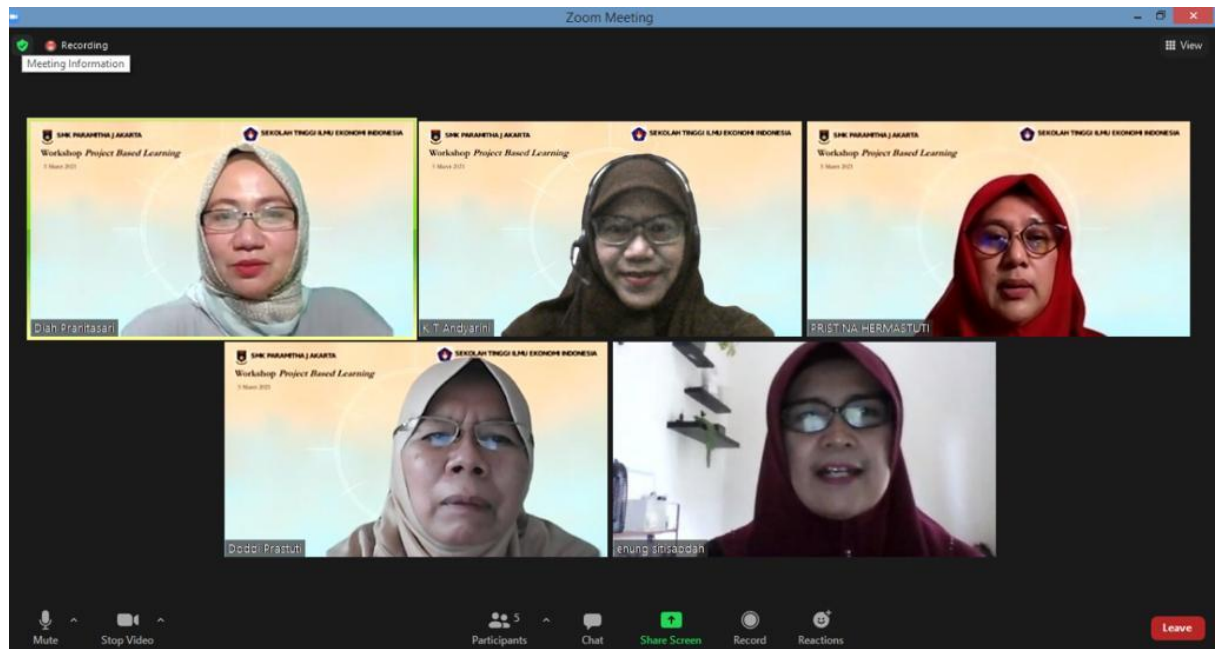 Zoom Meeting
Recording
View
Meeting Information
SMK PARAMITHA JAKARTA
SEKOLAH TINGGI ILMU EKONOMI INDONESIA
Workshop Project Based Learning
Diah Pranitasari
SMK PARAMITHA JAKARTA
SEKOLAH TINGGI ILMU EKONOMI INDONESIA
Workshop Project Based Learning
K T Andyarini
SMK PARAMITHA JAKARTA
SEKOLAH TINGGI ILMU EKONOMI INDONESIA
Workshop Project Based Learning
PRISTINA HERMASTUTI
SMK PARAMITHA JAKARTA
SEKOLAH TINGGI ILMU EKONOMI INDONESIA
Workshop Project Based Learning
Prastuti
enung sitisaodah
Mute
Stop Video
Participants
5
Chat
Share Screen
Record
Reactions
Leave